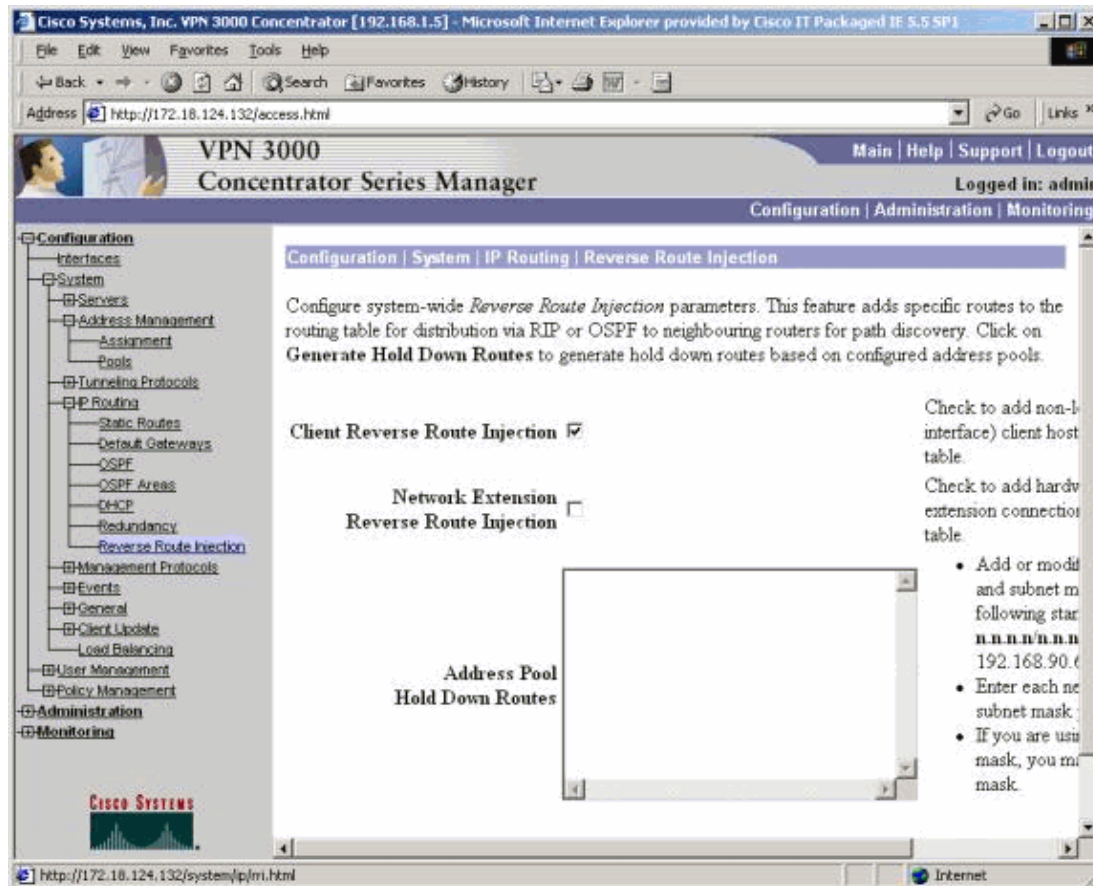 Cisco Systems, Inc. VPN 3000 Concentrator [192.168.1.5] - Microsoft Internet Explorer provided by Cisco IT Packaged IE 5.5 SP1
File Edit View Favorites Tools Help
Back Search Favorites History
Address http://172.18.124.132/access.html Go Links
VPN 3000
Concentrator Series Manager
Main | Help | Support | Logout
Logged in: admin
Configuration | Administration | Monitoring
Configuration
Interfaces
System
Servers
Address Management
Assignment
Pools
Tunneling Protocols
IP Routing
Static Routes
Default Gateways
OSPF
OSPF Areas
DHCP
Redundancy
Reverse Route Injection
Management Protocols
Events
General
Client Update
Load Balancing
User Management
Policy Management
Administration
Monitoring
CISCO SYSTEMS
Configuration | System | IP Routing | Reverse Route Injection
Configure system-wide Reverse Route Injection parameters. This feature adds specific routes to the
routing table for distribution via RIP or OSPF to neighbouring routers for path discovery. Click on
Generate Hold Down Routes to generate hold down routes based on configured address pools.
Client Reverse Route Injection
Check to add non-l
interface) client host
table.
Network Extension
Reverse Route Injection
Check to add hardw
extension connection
table.
Address Pool
Hold Down Routes
• Add or modif
and subnet m
following star
n.n.n.n/n.n.n
192.168.90.6
• Enter each ne
subnet mask
• If you are usin
mask, you ma
mask.
http://172.18.124.132/system/ip/rri.html
Internet